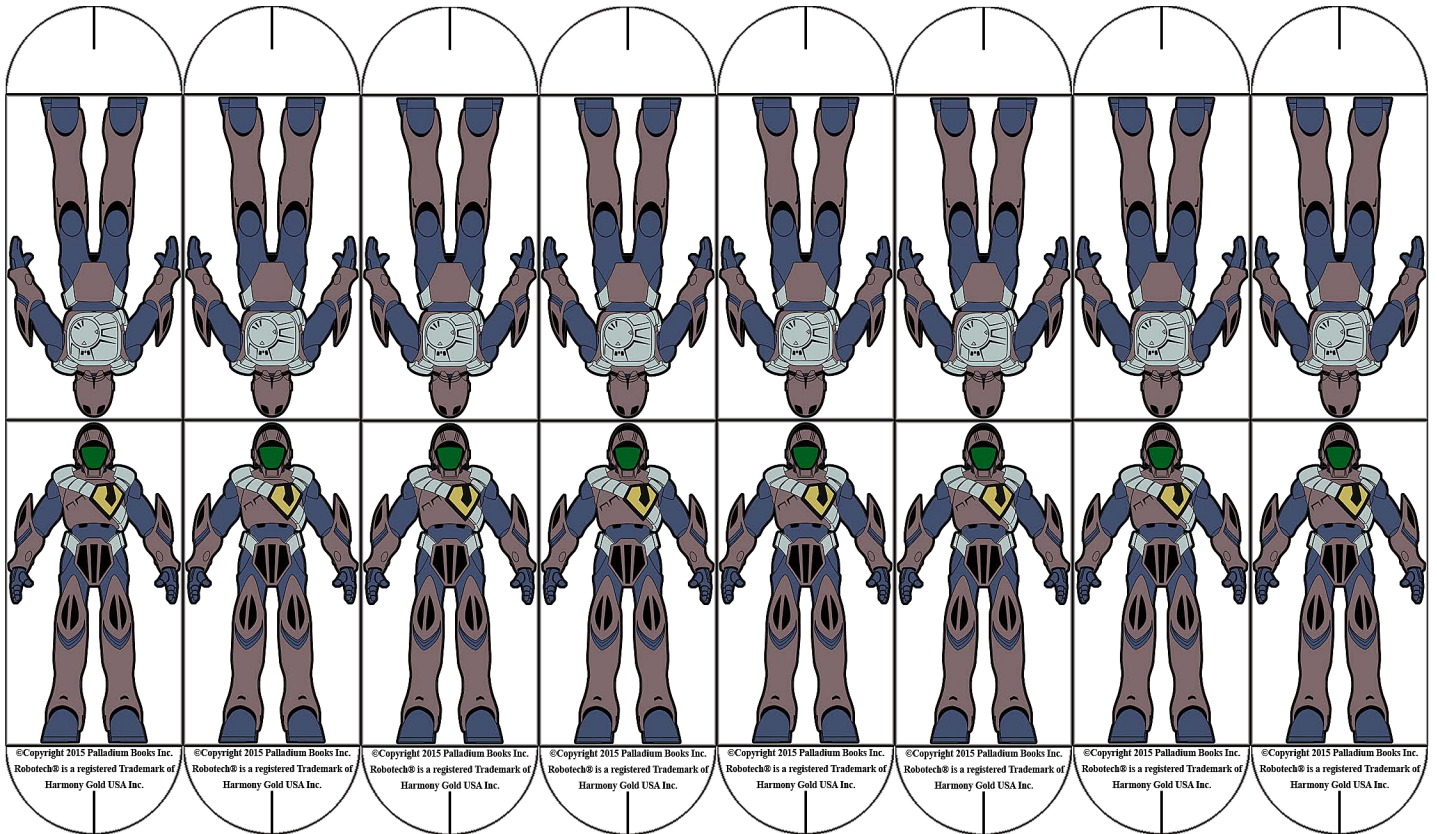 ©Copyright 2015 Palladium Books Inc.
Robotech® is a registered Trademark of
Harmony Gold USA Inc.
©Copyright 2015 Palladium Books Inc.
Robotech® is a registered Trademark of
Harmony Gold USA Inc.
©Copyright 2015 Palladium Books Inc.
Robotech® is a registered Trademark of
Harmony Gold USA Inc.
©Copyright 2015 Palladium Books Inc.
Robotech® is a registered Trademark of
Harmony Gold USA Inc.
©Copyright 2015 Palladium Books Inc.
Robotech® is a registered Trademark of
Harmony Gold USA Inc.
©Copyright 2015 Palladium Books Inc.
Robotech® is a registered Trademark of
Harmony Gold USA Inc.
©Copyright 2015 Palladium Books Inc.
Robotech® is a registered Trademark of
Harmony Gold USA Inc.
©Copyright 2015 Palladium Books Inc.
Robotech® is a registered Trademark of
Harmony Gold USA Inc.